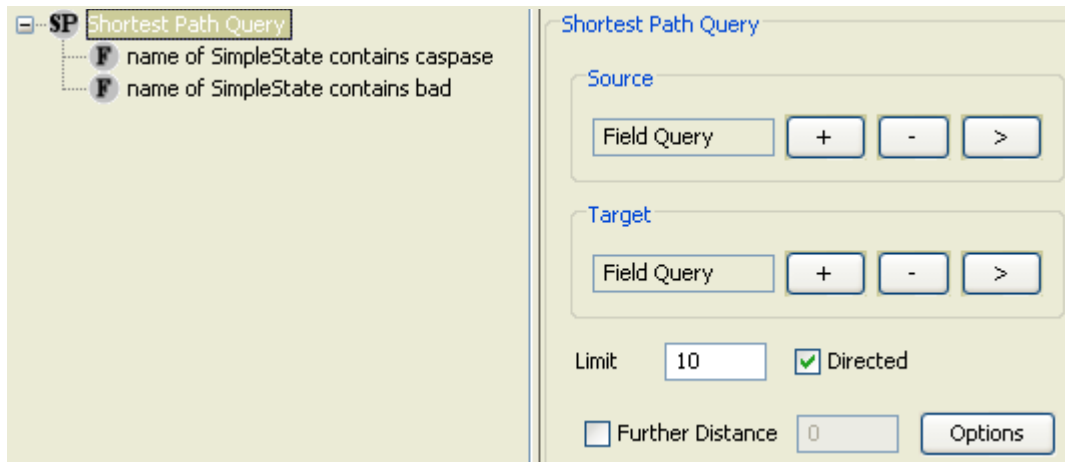 SP Shortest Path Query
F name of SimpleState contains caspase
F name of SimpleState contains bad
Shortest Path Query
Source
Field Query + - >
Target
Field Query + - >
Limit 10 Directed
Further Distance 0 Options